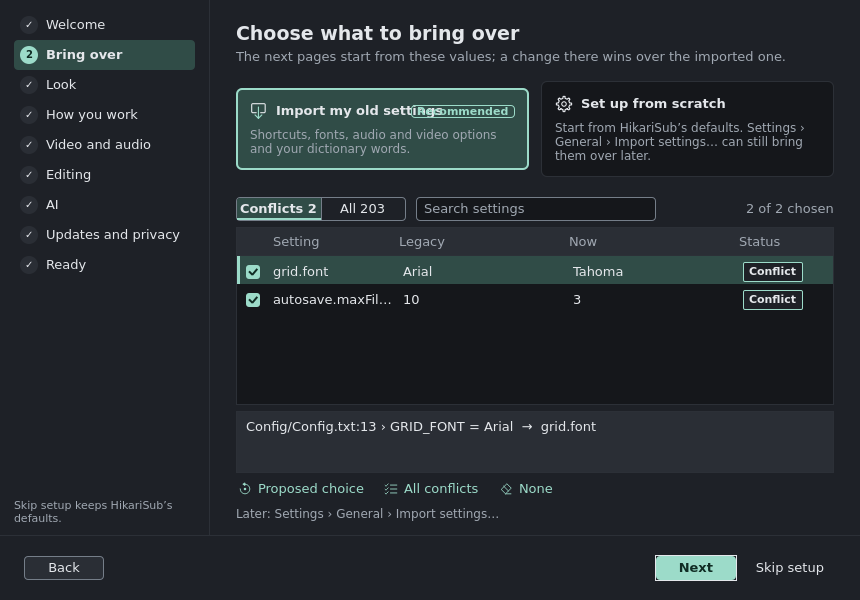 ✓ Welcome
2 Bring over
✓ Look
✓ How you work
✓ Video and audio
✓ Editing
✓ AI
✓ Updates and privacy
✓ Ready
Skip setup keeps HikariSub’s
defaults.
Choose what to bring over
The next pages start from these values; a change there wins over the imported one.
Import my old settings Recommended
Shortcuts, fonts, audio and video options
and your dictionary words.
Set up from scratch
Start from HikariSub’s defaults. Settings ›
General › Import settings… can still bring
them over later.
Conflicts 2 All 203 Search settings 2 of 2 chosen
Setting Legacy Now Status
grid.font Arial Tahoma Conflict
autosave.maxFil… 10 3 Conflict
Config/Config.txt:13 › GRID_FONT = Arial → grid.font
Proposed choice All conflicts None
Later: Settings › General › Import settings…
Back Next Skip setup